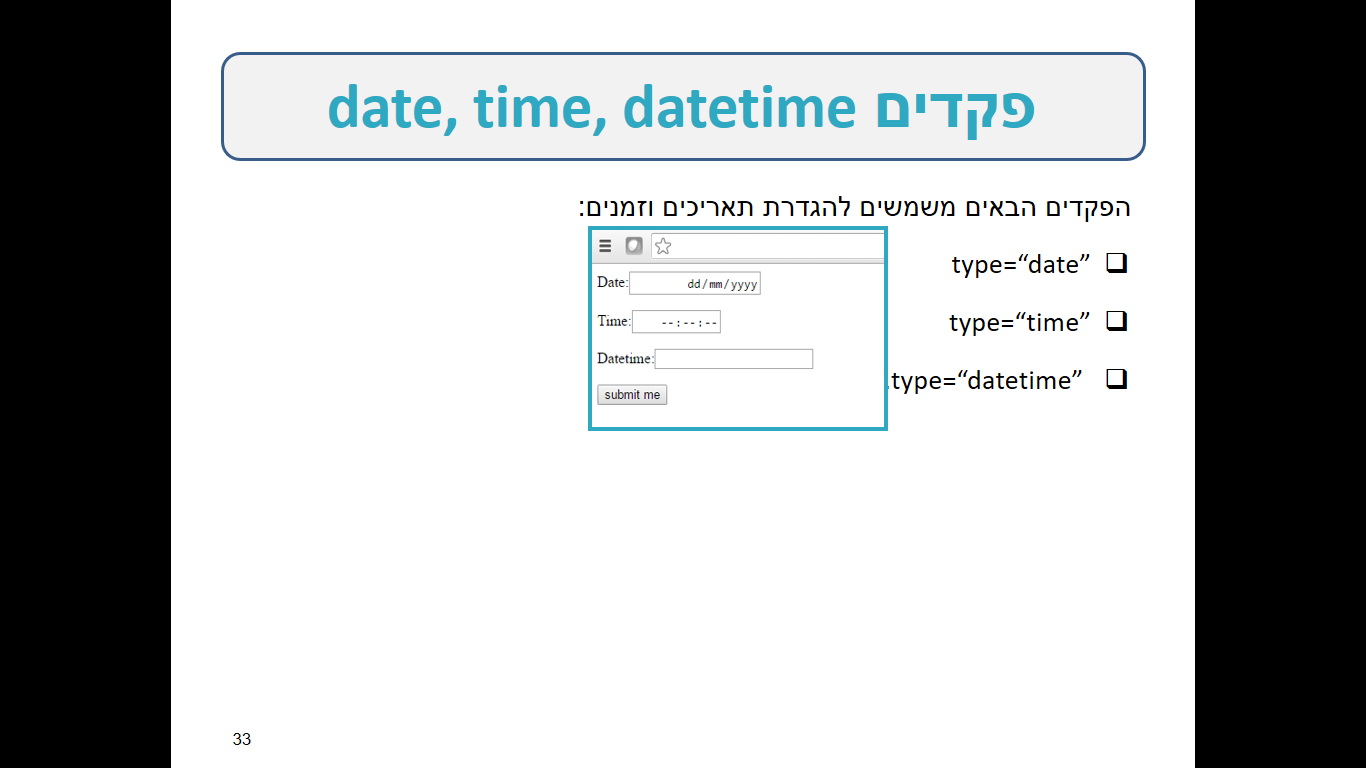 פקדים date, time, datetime
הפקדים הבאים משמשים להגדרת תאריכים וזמנים:
type=“date”
type=“time”
type=“datetime”.
Date: dd/mm/yyyy
Time: --:--:--
Datetime:
submit me
33